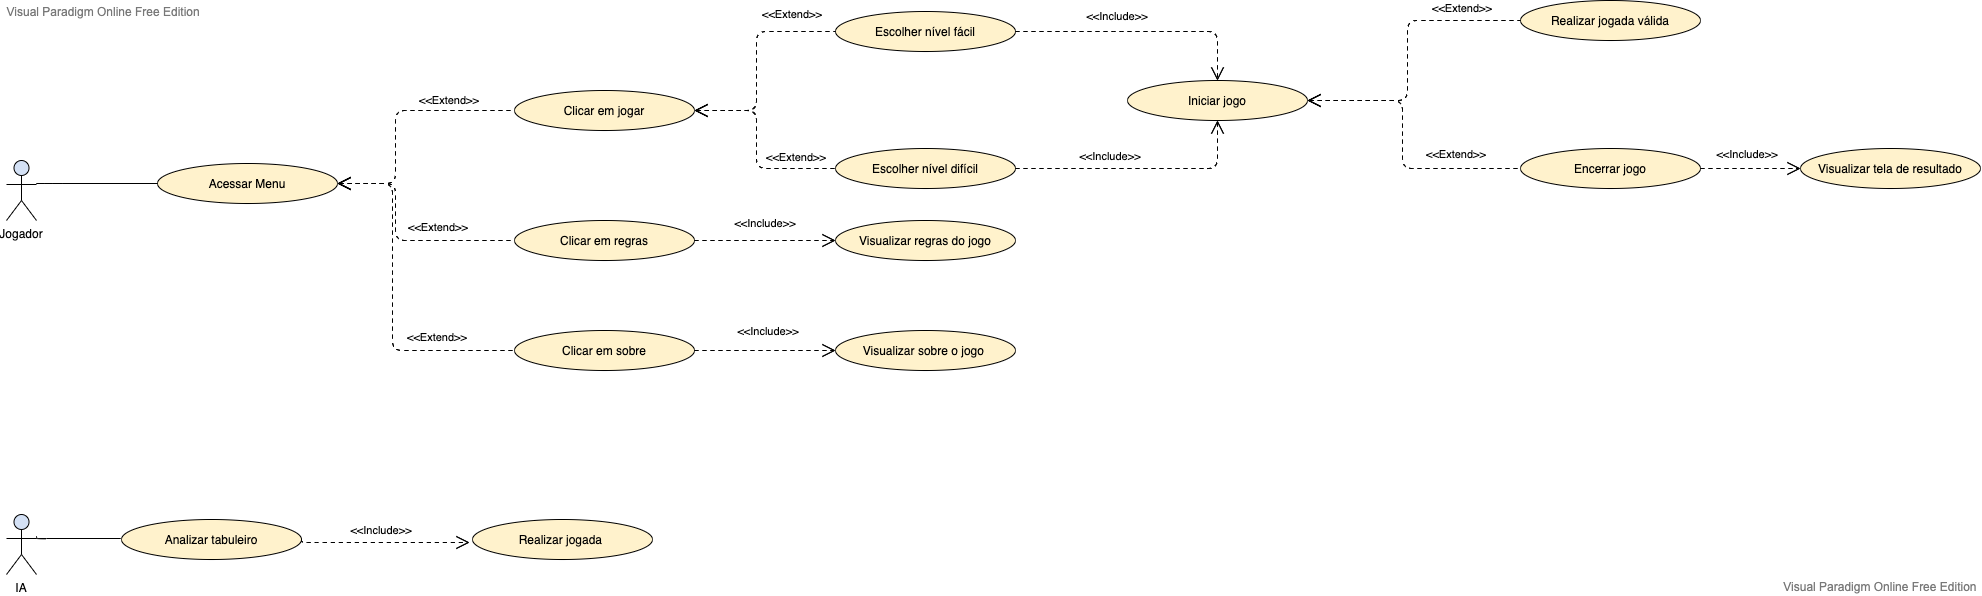 Visual Paradigm Online Free Edition
<<Extend>>
Escolher nível fácil
<<Include>>
<<Extend>>
Realizar jogada válida
<<Extend>>
Clicar em jogar
Iniciar jogo
<<Extend>>
Escolher nível difícil
<<Include>>
<<Extend>>
Encerrar jogo
<<Include>>
Visualizar tela de resultado
Acessar Menu
Jogador
<<Extend>>
Clicar em regras
<<Include>>
Visualizar regras do jogo
<<Extend>>
Clicar em sobre
<<Include>>
Visualizar sobre o jogo
Analizar tabuleiro
<<Include>>
Realizar jogada
IA
Visual Paradigm Online Free Edition